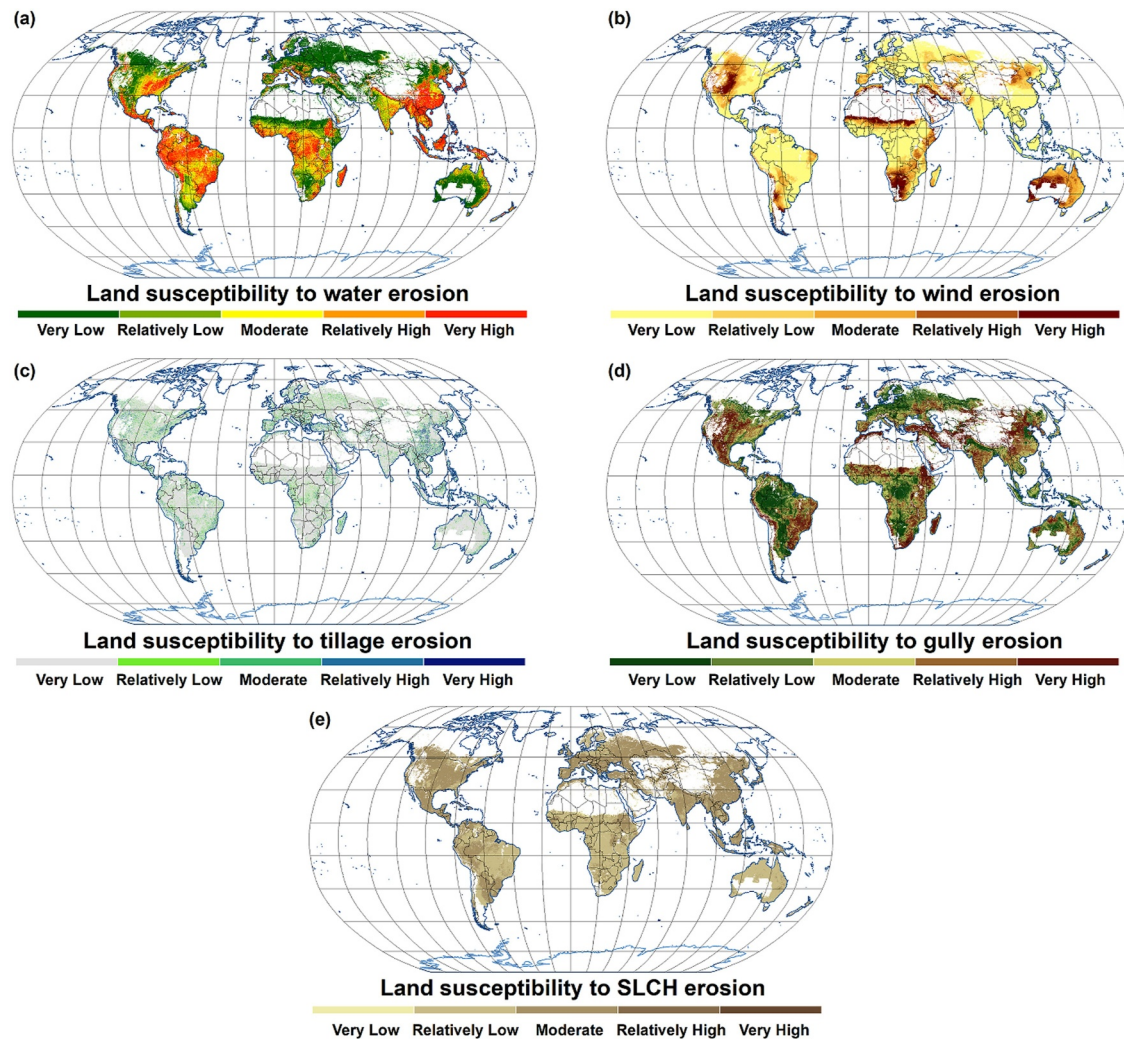 (a)
(b)
Land susceptibility to water erosion
Very Low Relatively Low Moderate Relatively High Very High
Land susceptibility to wind erosion
Very Low Relatively Low Moderate Relatively High Very High
(c)
(d)
Land susceptibility to tillage erosion
Very Low Relatively Low Moderate Relatively High Very High
Land susceptibility to gully erosion
Very Low Relatively Low Moderate Relatively High Very High
(e)
Land susceptibility to SLCH erosion
Very Low Relatively Low Moderate Relatively High Very High